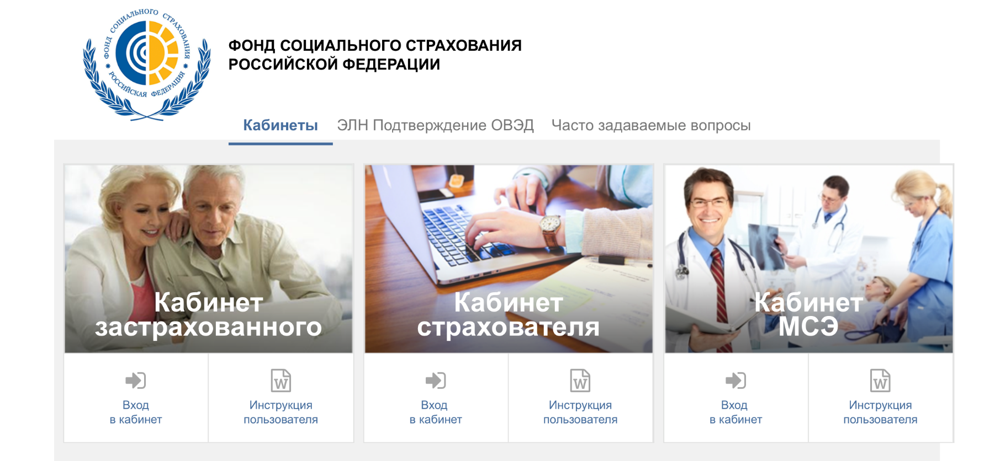 ФОНД СОЦИАЛЬНОГО СТРАХОВАНИЯ
РОССИЙСКАЯ ФЕДЕРАЦИЯ
ФОНД СОЦИАЛЬНОГО СТРАХОВАНИЯ
РОССИЙСКОЙ ФЕДЕРАЦИИ
Кабинеты ЭЛН Подтверждение ОВЭД Часто задаваемые вопросы
Кабинет
застрахованного
Вход
в кабинет
Инструкция
пользователя
Кабинет
страхователя
Вход
в кабинет
Инструкция
пользователя
Кабинет
МСЭ
Вход
в кабинет
Инструкция
пользователя